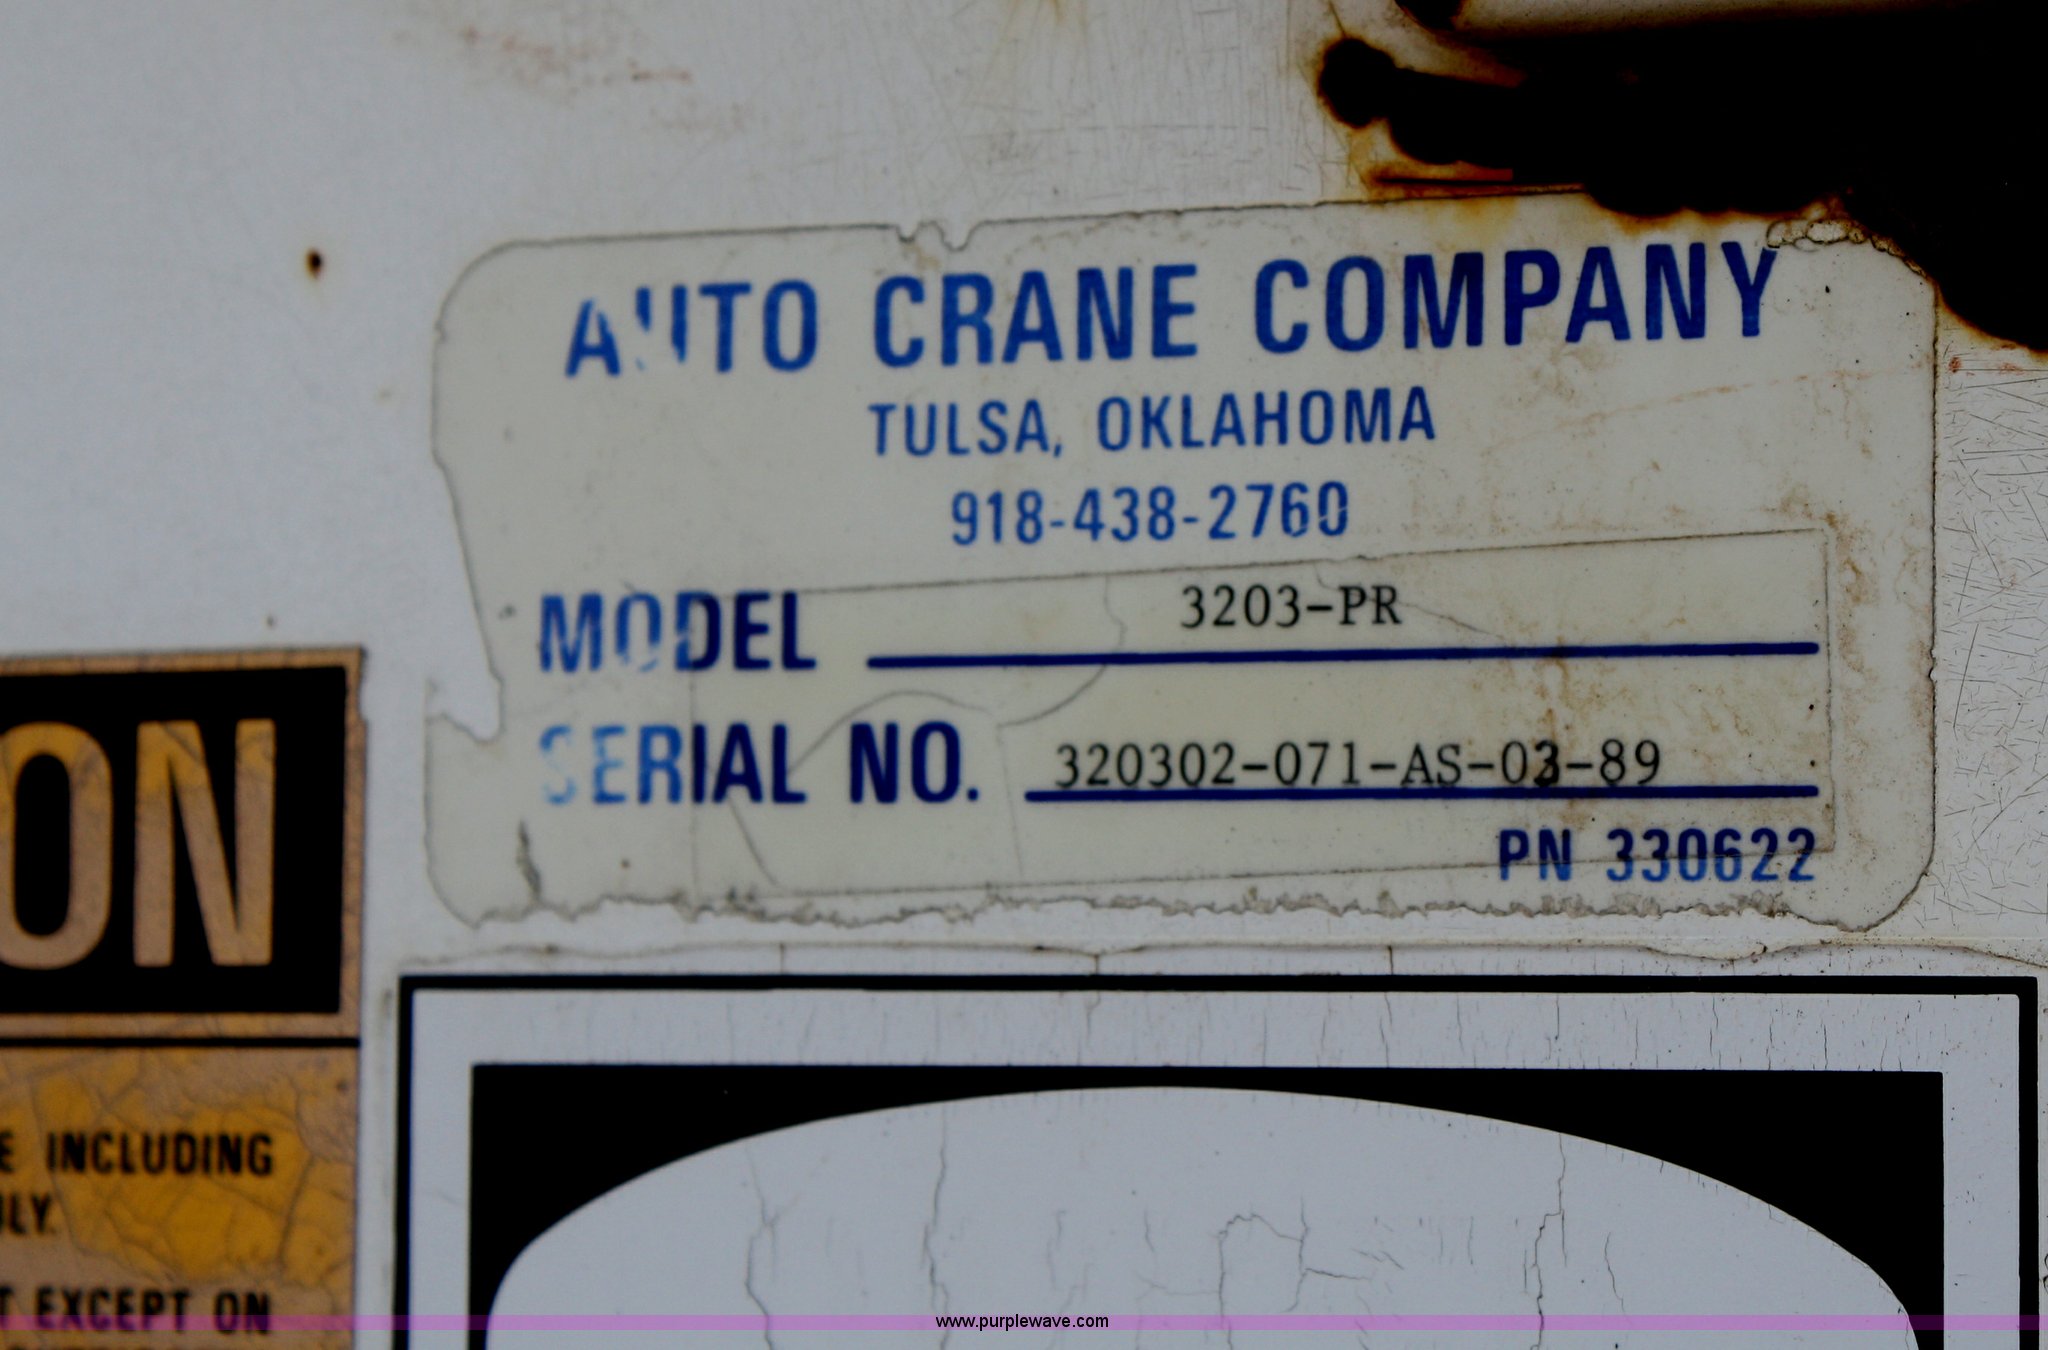 AUTO CRANE COMPANY
TULSA, OKLAHOMA
918-438-2760
MODEL 3203-PR
SERIAL NO. 320302-071-AS-03-89
PN 330622
ON
E INCLUDING
LY.
T EXCEPT ON
www.purplewave.com